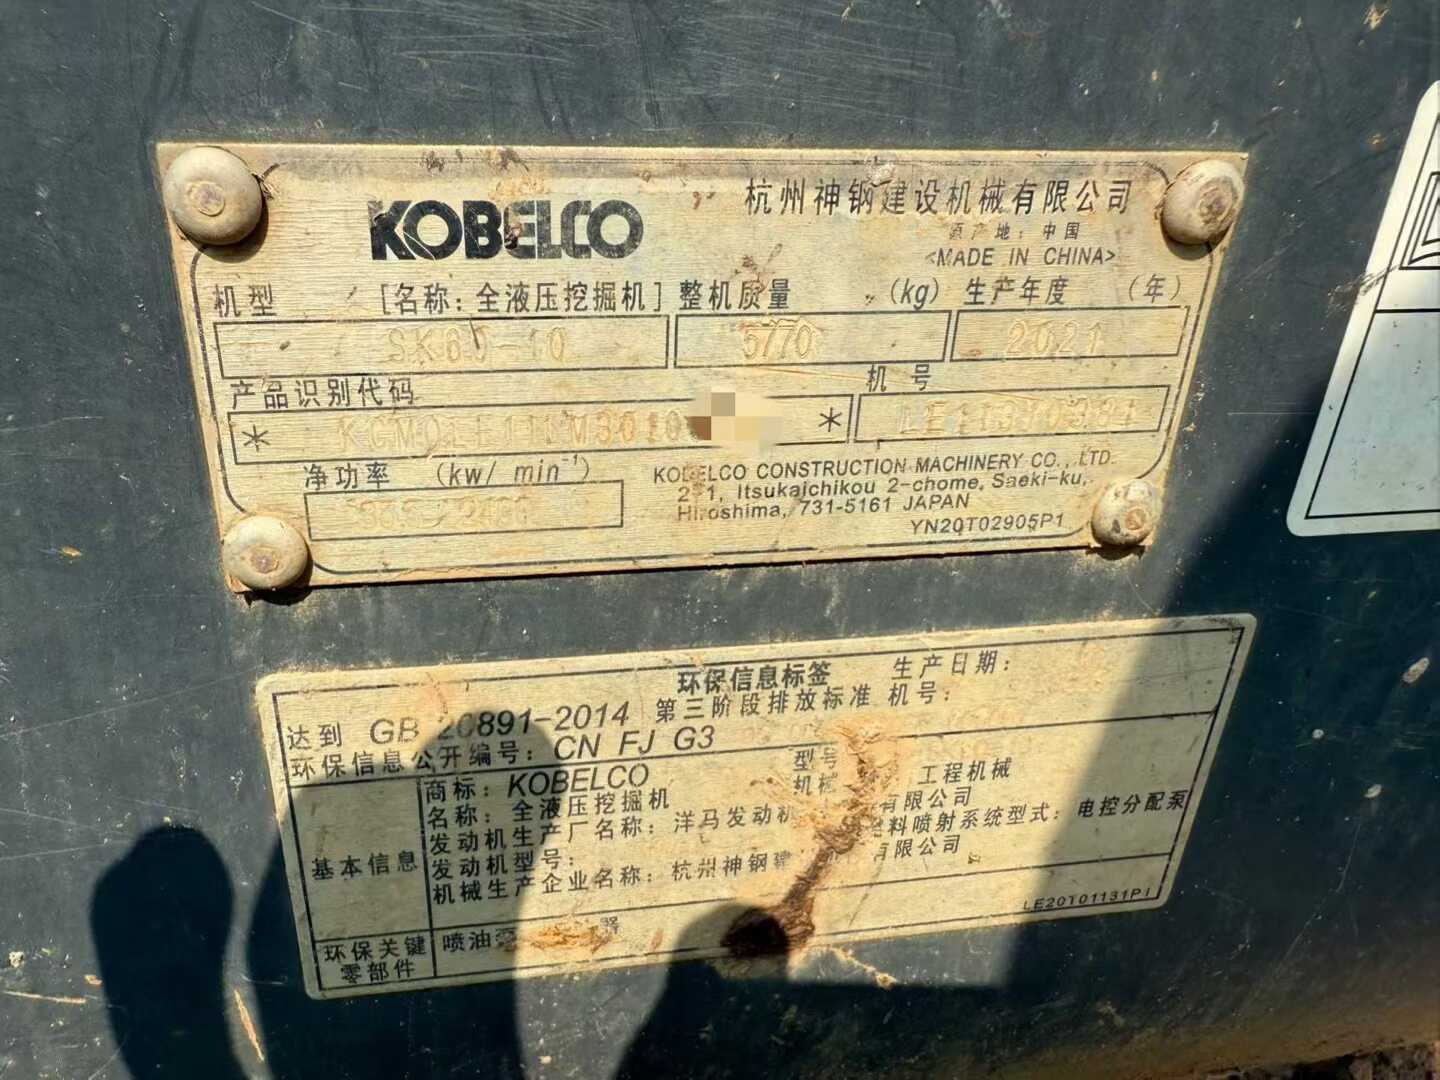 KOBELCO
杭州神钢建设机械有限公司
原产地：中国
<MADE IN CHINA>
机型 [名称：全液压挖掘机] 整机质量 (kg) 生产年度 (年)
SK60-10 5770 2021
产品识别代码 机号
* *
净功率 (kw/ min⁻¹)
KOBELCO CONSTRUCTION MACHINERY CO., LTD.
2-1, Itsukaichikou 2-chome, Saeki-ku,
Hiroshima, 731-5161 JAPAN
YN20T02905P1
环保信息标签 生产日期：
达到 GB 20891-2014 第三阶段排放标准 机号：
环保信息公开编号：CN FJ G3
基本信息
商标：KOBELCO 型号
名称：全液压挖掘机 机械 工程机械
发动机生产厂名称：洋马发动机 有限公司
发动机型号： 料喷射系统型式：电控分配泵
机械生产企业名称：杭州神钢建 有限公司
LE20T01131P1
环保关键零部件
喷油 器